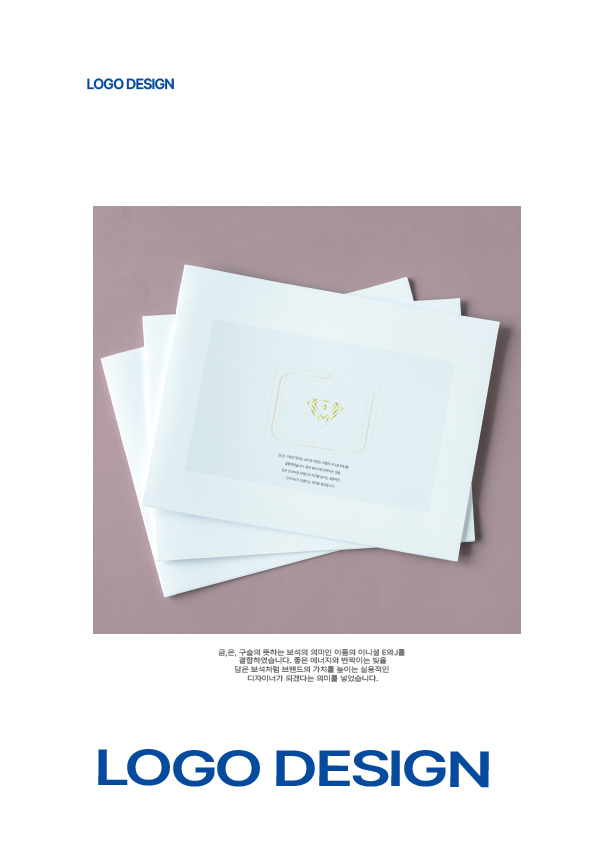 LOGO DESIGN
금,은, 구슬의 뜻하는 보석의 의미인 이름의 이니셜 E와J를
결합하였습니다. 좋은 에너지와 반짝이는 빛을
담은 보석처럼 브랜드의 가치를 높이는 실용적인
디자이너가 되겠다는 의미를 넣었습니다.
LOGO DESIGN